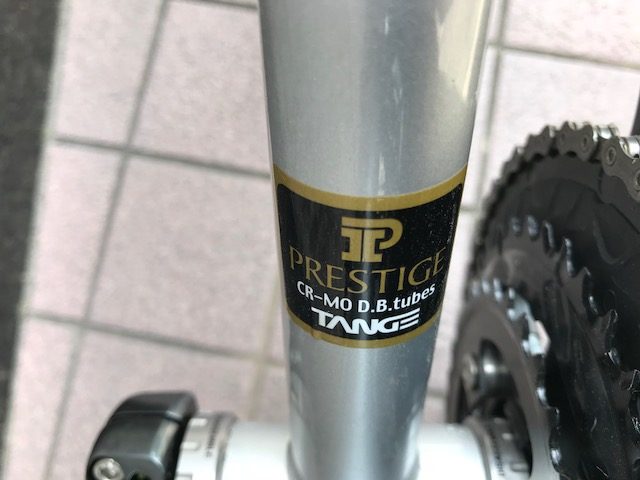 PRESTIGE
CR-MO D.B.tubes
TANGE